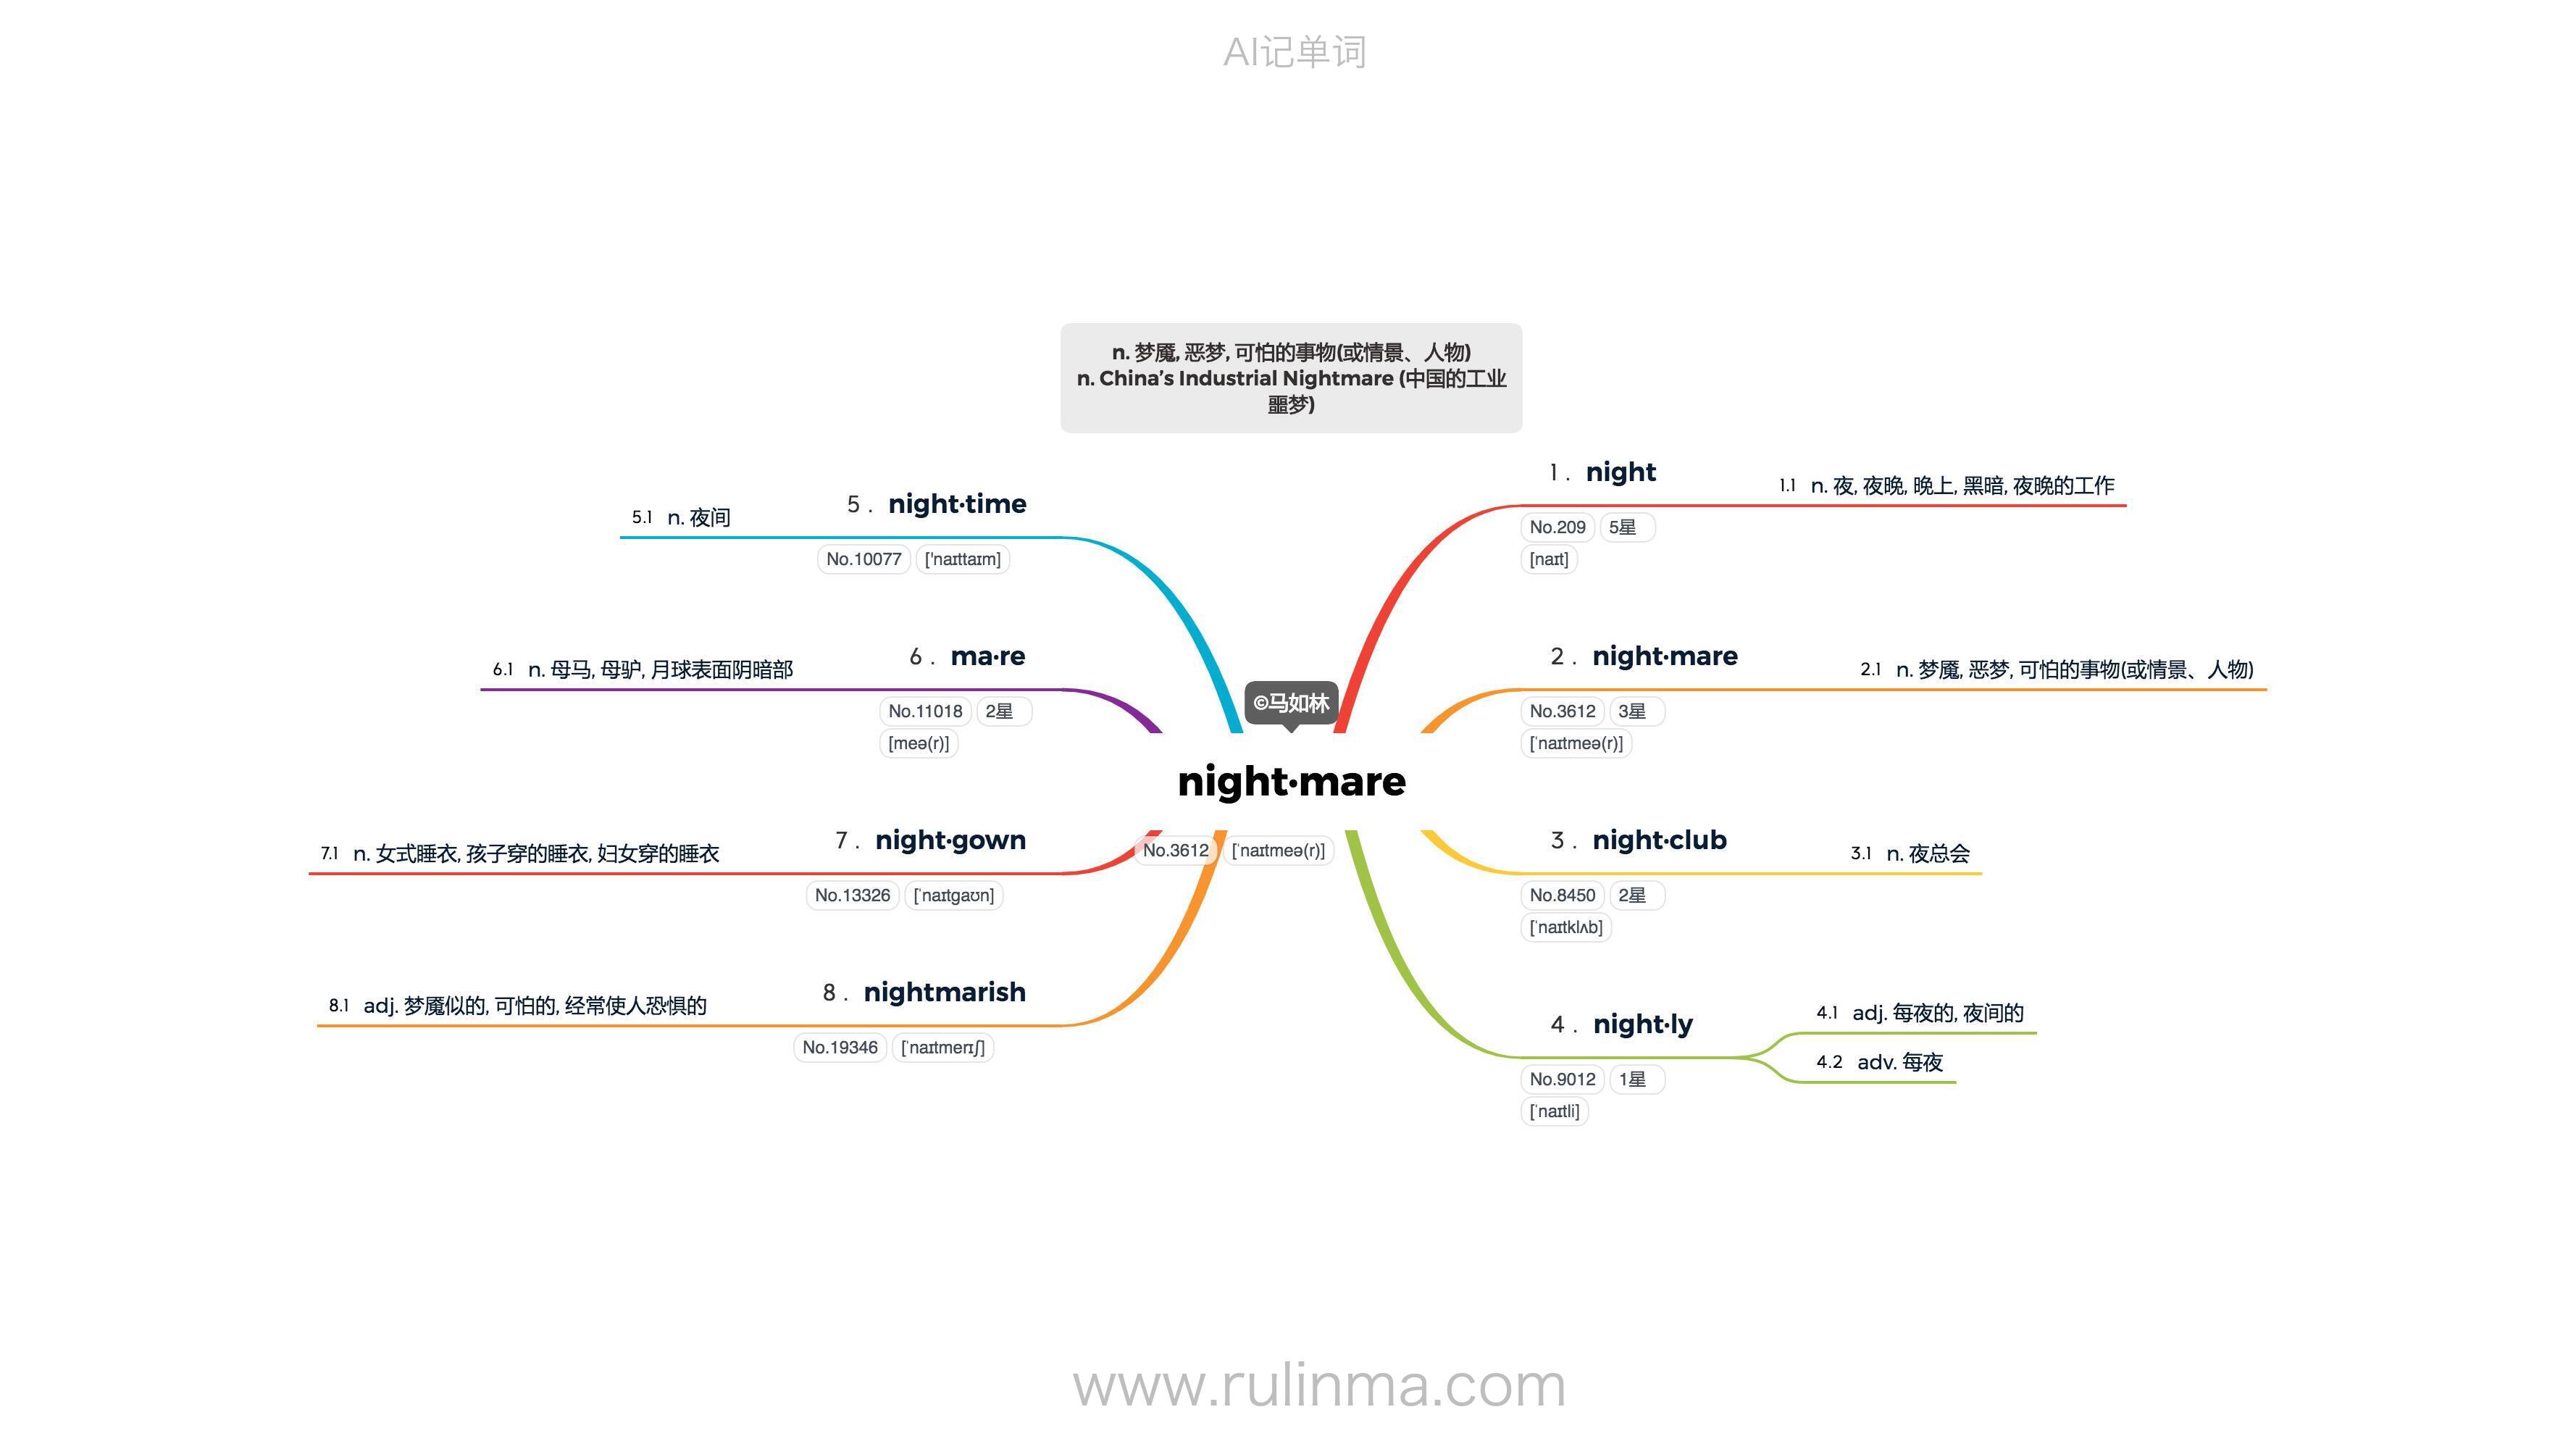 AI记单词
n. 梦魇, 恶梦, 可怕的事物(或情景、人物)
n. China’s Industrial Nightmare (中国的工业
噩梦)
©马如林
night·mare
No.3612 [ˈnaɪtmeə(r)]
1 . night
1.1 n. 夜, 夜晚, 晚上, 黑暗, 夜晚的工作
No.209 5星
[naɪt]
2 . night·mare
2.1 n. 梦魇, 恶梦, 可怕的事物(或情景、人物)
No.3612 3星
[ˈnaɪtmeə(r)]
3 . night·club
3.1 n. 夜总会
No.8450 2星
[ˈnaɪtklʌb]
4 . night·ly
4.1 adj. 每夜的, 夜间的
4.2 adv. 每夜
No.9012 1星
[ˈnaɪtli]
5 . night·time
5.1 n. 夜间
No.10077 ['naɪttaɪm]
6 . ma·re
6.1 n. 母马, 母驴, 月球表面阴暗部
No.11018 2星
[meə(r)]
7 . night·gown
7.1 n. 女式睡衣, 孩子穿的睡衣, 妇女穿的睡衣
No.13326 [ˈnaɪtgaʊn]
8 . nightmarish
8.1 adj. 梦魇似的, 可怕的, 经常使人恐惧的
No.19346 [ˈnaɪtmerɪʃ]
www.rulinma.com